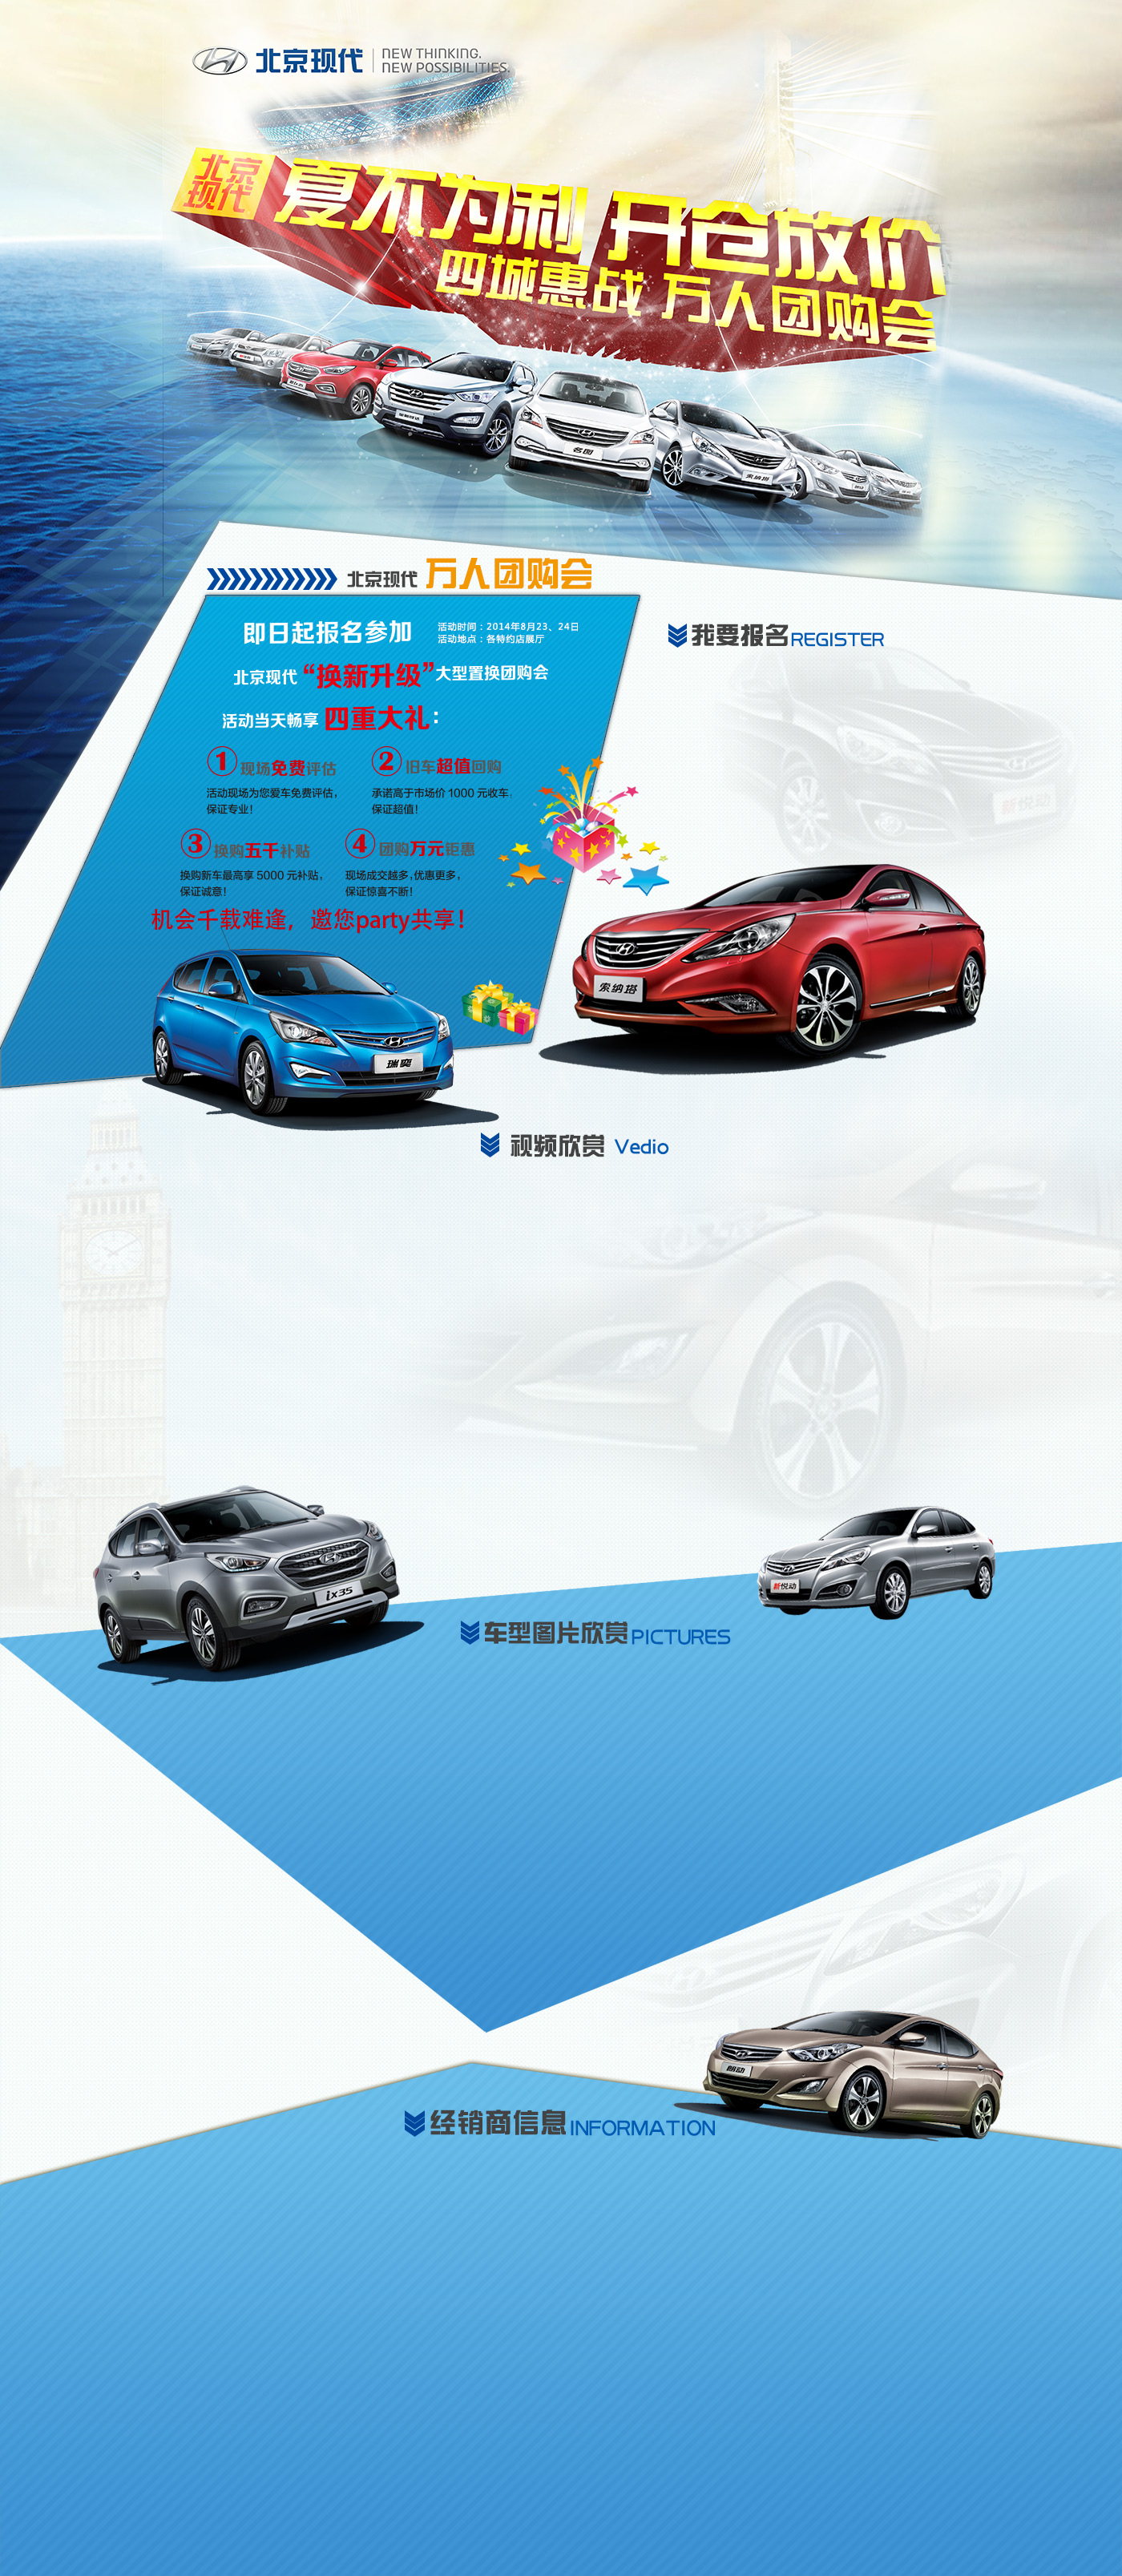 北京现代
NEW THINKING.
NEW POSSIBILITIES.
北京
现代
夏不为利 开仓放价
四城惠战 万人团购会
名图
索纳塔
北京现代 万人团购会
即日起报名参加
活动时间：2014年8月23、24日
活动地点：各特约店展厅
北京现代“换新升级”大型置换团购会
活动当天畅享 四重大礼：
1 现场免费评估
活动现场为您爱车免费评估，
保证专业！
2 旧车超值回购
承诺高于市场价 1000 元收车，
保证超值！
3 换购五千补贴
换购新车最高享 5000 元补贴，
保证诚意！
4 团购万元钜惠
现场成交越多，优惠更多，
保证惊喜不断！
机会千载难逢，邀您party共享！
我要报名REGISTER
新悦动
索纳塔
瑞奕
视频欣赏 Vedio
ix35
新悦动
车型图片欣赏PICTURES
朗动
经销商信息INFORMATION